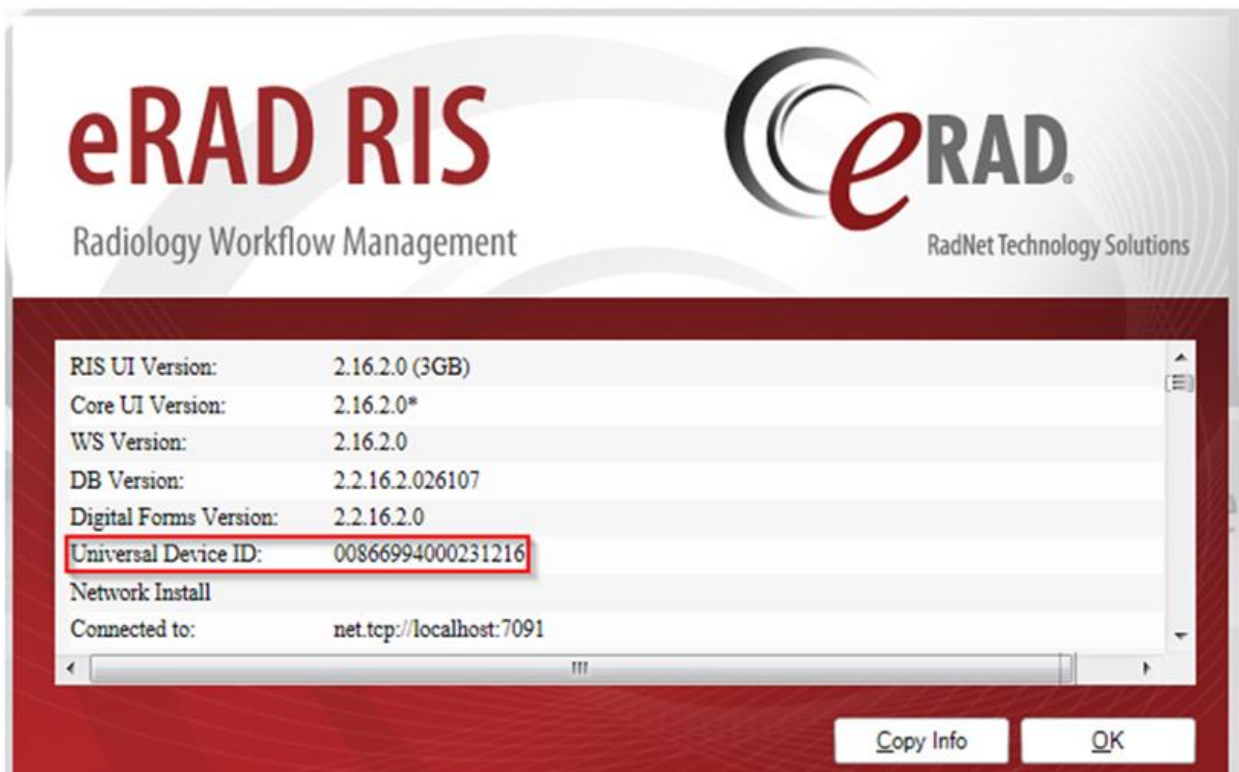 eRAD RIS
Radiology Workflow Management
eRAD®
RadNet Technology Solutions
RIS UI Version: 2.16.2.0 (3GB)
Core UI Version: 2.16.2.0*
WS Version: 2.16.2.0
DB Version: 2.2.16.2.026107
Digital Forms Version: 2.2.16.2.0
Universal Device ID: 00866994000231216
Network Install
Connected to: net.tcp://localhost:7091
Copy Info
OK